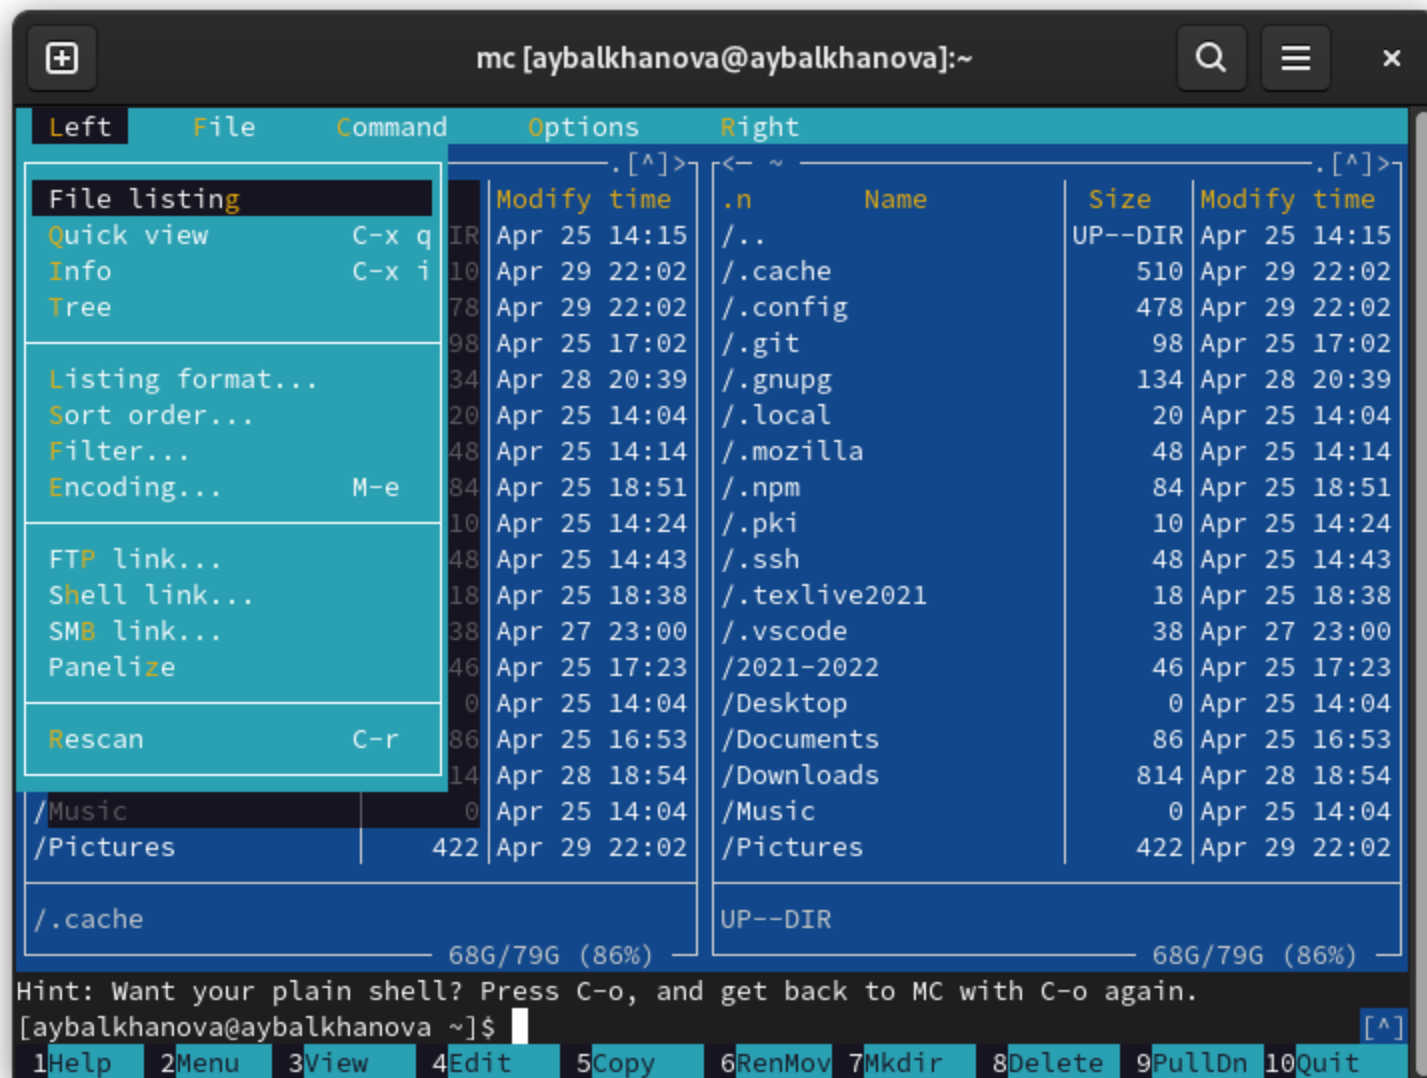 mc [aybalkhanova@aybalkhanova]:~
Left File Command Options Right
.[^]> <— ~ .[^]>
File listing Modify time .n Name Size Modify time
Quick view C-x q IR Apr 25 14:15 /.. UP--DIR Apr 25 14:15
Info C-x i 10 Apr 29 22:02 /.cache 510 Apr 29 22:02
Tree 78 Apr 29 22:02 /.config 478 Apr 29 22:02
98 Apr 25 17:02 /.git 98 Apr 25 17:02
Listing format... 34 Apr 28 20:39 /.gnupg 134 Apr 28 20:39
Sort order... 20 Apr 25 14:04 /.local 20 Apr 25 14:04
Filter... 48 Apr 25 14:14 /.mozilla 48 Apr 25 14:14
Encoding... M-e 84 Apr 25 18:51 /.npm 84 Apr 25 18:51
10 Apr 25 14:24 /.pki 10 Apr 25 14:24
FTP link... 48 Apr 25 14:43 /.ssh 48 Apr 25 14:43
Shell link... 18 Apr 25 18:38 /.texlive2021 18 Apr 25 18:38
SMB link... 38 Apr 27 23:00 /.vscode 38 Apr 27 23:00
Panelize 46 Apr 25 17:23 /2021-2022 46 Apr 25 17:23
0 Apr 25 14:04 /Desktop 0 Apr 25 14:04
Rescan C-r 86 Apr 25 16:53 /Documents 86 Apr 25 16:53
14 Apr 28 18:54 /Downloads 814 Apr 28 18:54
/Music 0 Apr 25 14:04 /Music 0 Apr 25 14:04
/Pictures 422 Apr 29 22:02 /Pictures 422 Apr 29 22:02
/.cache UP--DIR
68G/79G (86%) 68G/79G (86%)
Hint: Want your plain shell? Press C-o, and get back to MC with C-o again.
[aybalkhanova@aybalkhanova ~]$ [^]
1Help 2Menu 3View 4Edit 5Copy 6RenMov 7Mkdir 8Delete 9PullDn 10Quit